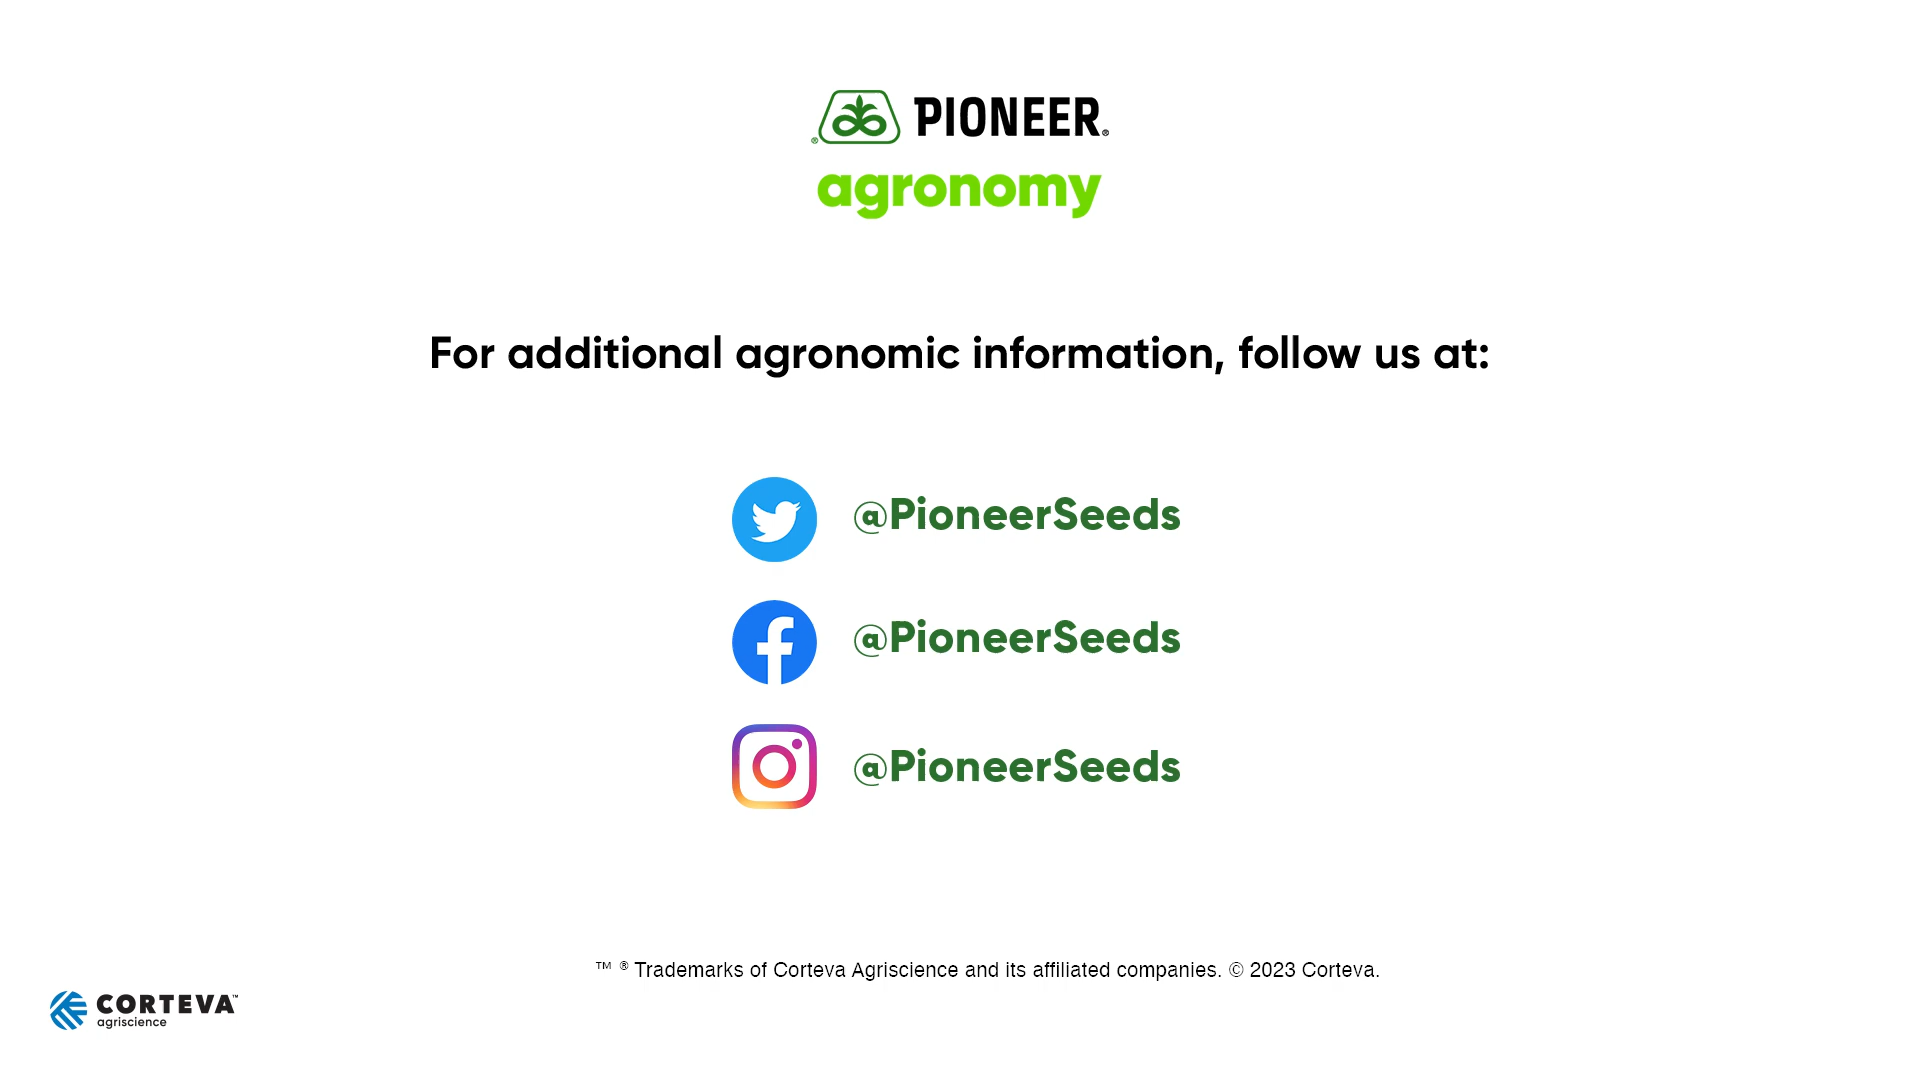 PIONEER®
agronomy
For additional agronomic information, follow us at:
@PioneerSeeds
@PioneerSeeds
@PioneerSeeds
™ ® Trademarks of Corteva Agriscience and its affiliated companies. © 2023 Corteva.
CORTEVA™
agriscience